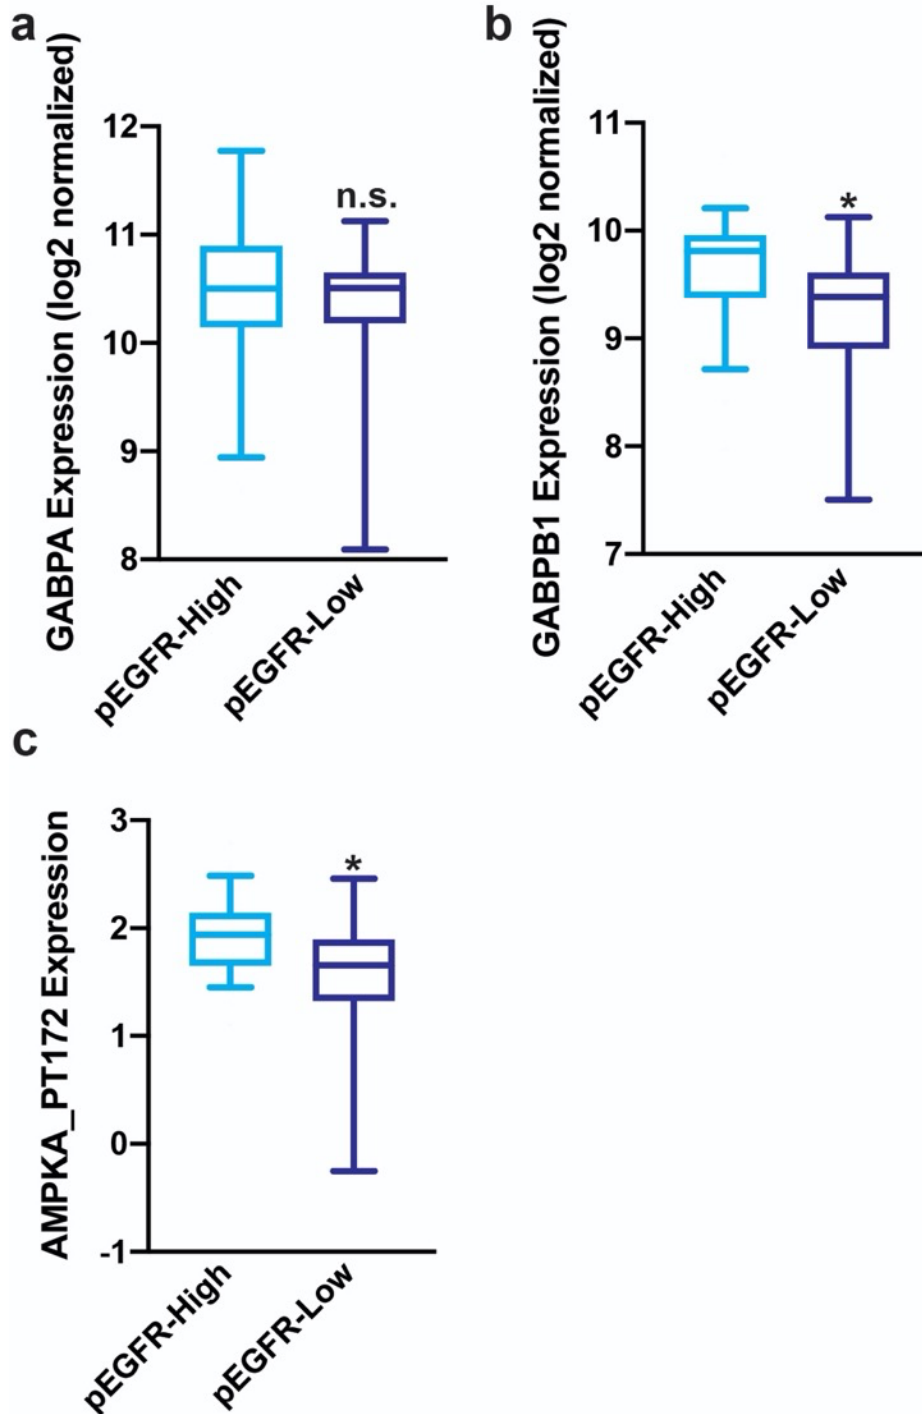 a
GABPA Expression (log2 normalized)
12
11
10
9
8
n.s.
pEGFR-High
pEGFR-Low
b
GABPB1 Expression (log2 normalized)
11
10
9
8
7
*
pEGFR-High
pEGFR-Low
c
AMPKA_PT172 Expression
3
2
1
0
-1
*
pEGFR-High
pEGFR-Low